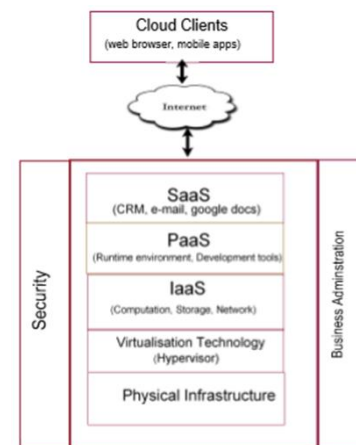 Cloud Clients
(web browser, mobile apps)
Internet
Security
SaaS
(CRM, e-mail, google docs)
PaaS
(Runtime environment, Development tools)
IaaS
(Computation, Storage, Network)
Virtualisation Technology
(Hypervisor)
Physical Infrastructure
Business Adminstration